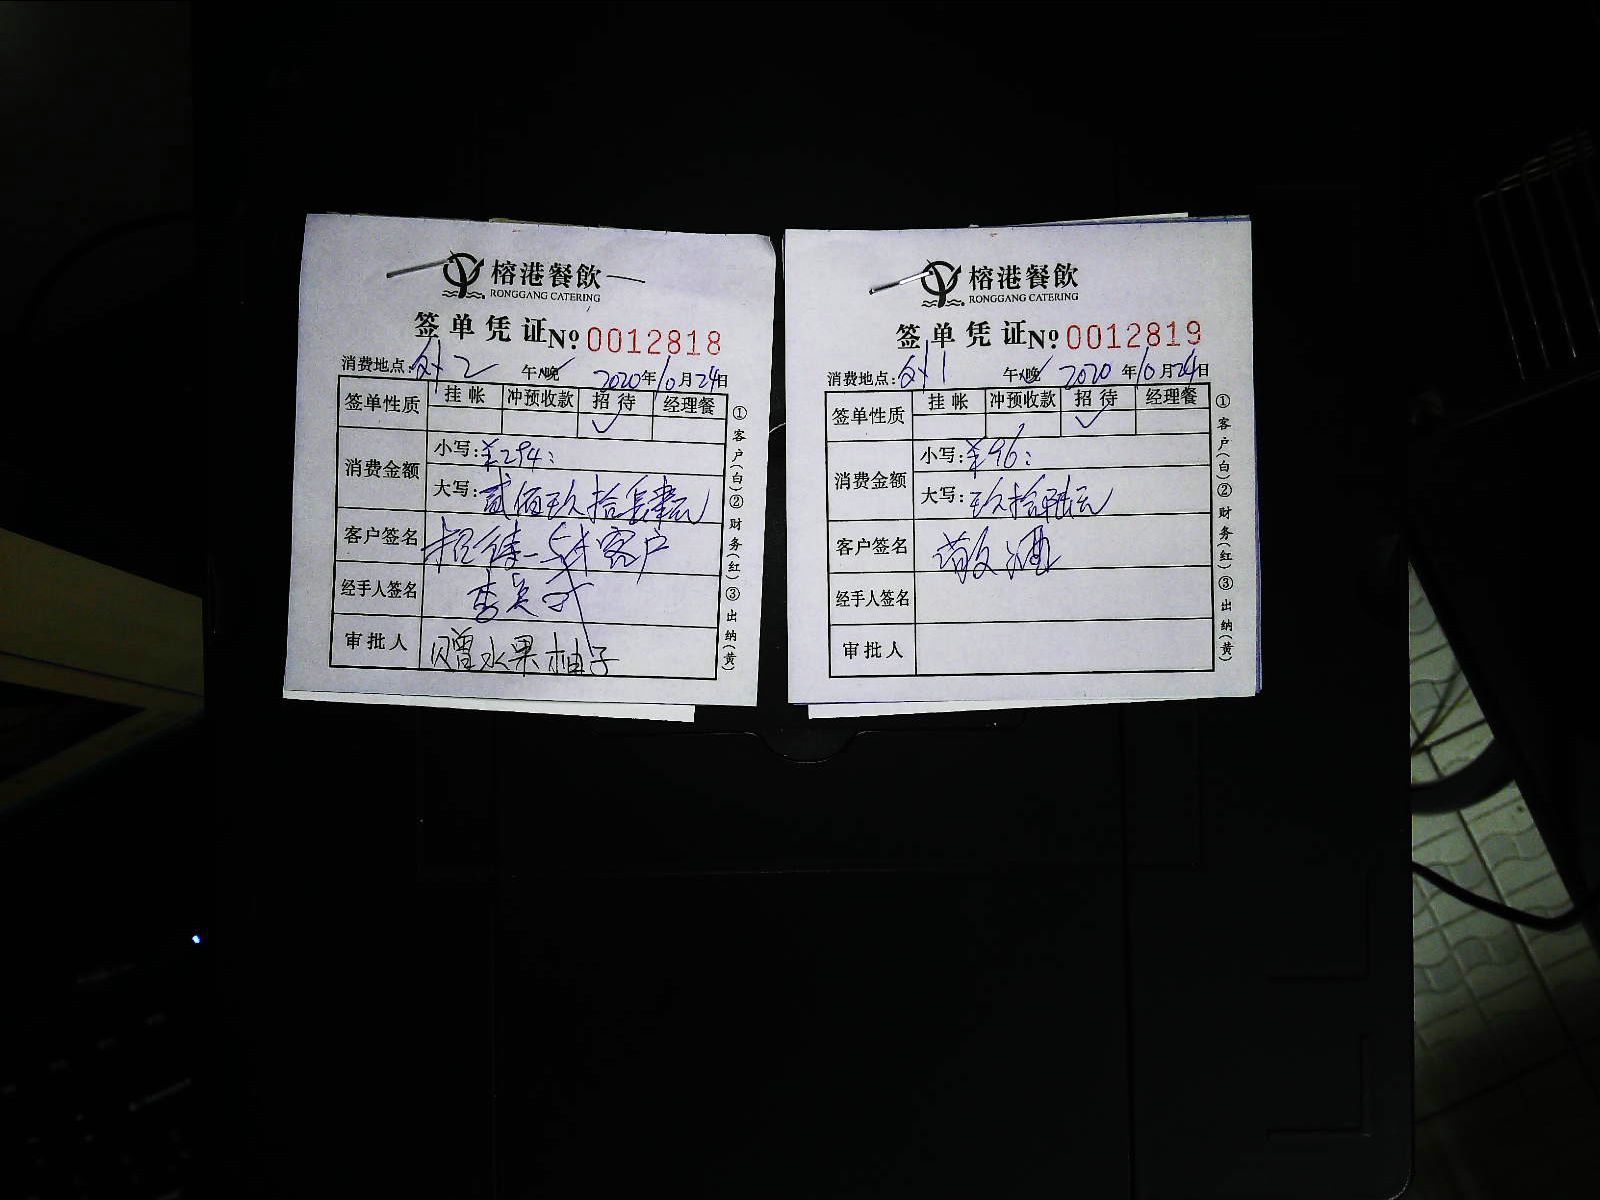 榕港餐飲
RONGGANG CATERING
签单凭证 № 0012818
消费地点: 2 午 晚 2020年10月24日
签单性质 挂帐 冲预收款 招待 经理餐
✓
消费金额 小写:¥294:
大写:贰佰玖拾肆元
客户签名 招待 客户
经手人签名 李
审批人 赠水果柚子
①客户(白)②财务(红)③出纳(黄)
榕港餐飲
RONGGANG CATERING
签单凭证 № 0012819
消费地点: 1 午 晚 2020年10月24日
签单性质 挂帐 冲预收款 招待 经理餐
✓
消费金额 小写:¥96:
大写:玖拾陆元
客户签名 敬酒
经手人签名
审批人
①客户(白)②财务(红)③出纳(黄)